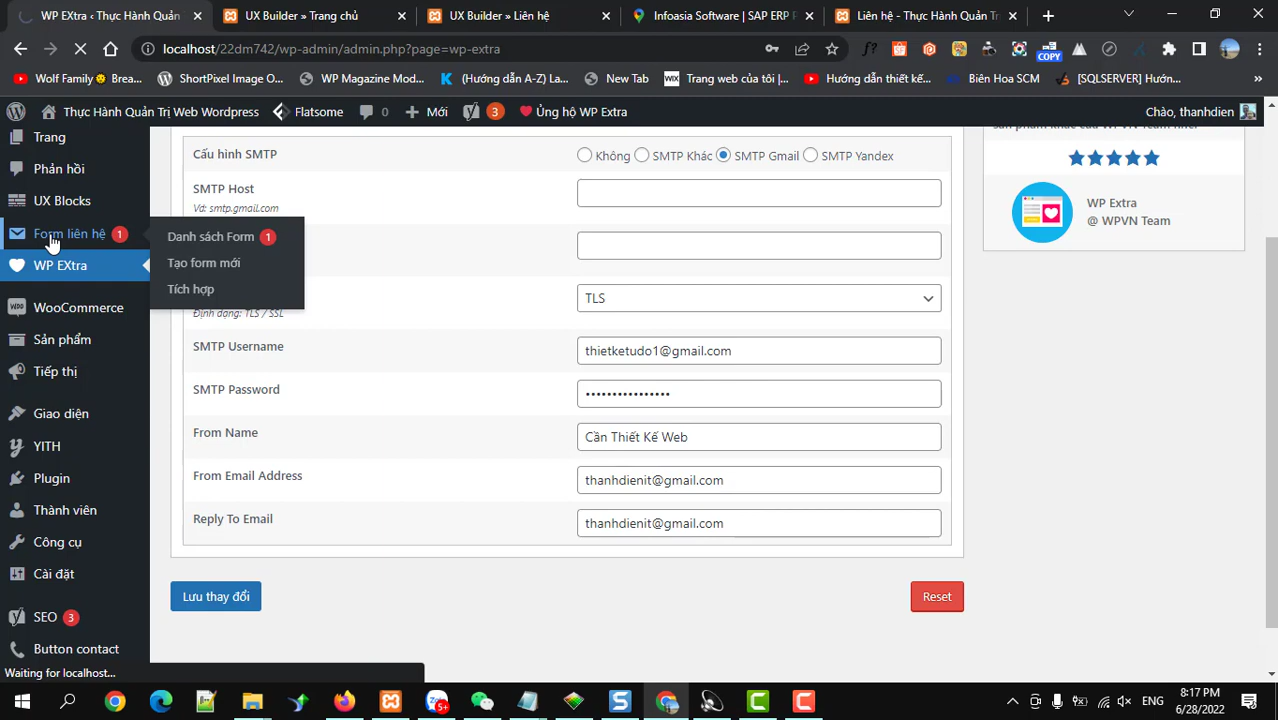 WP EXtra ‹ Thực Hành Quản
UX Builder » Trang chủ
UX Builder » Liên hệ
Infoasia Software | SAP ERP P
Liên hệ - Thực Hành Quản Tr
localhost/22dm742/wp-admin/admin.php?page=wp-extra
COPY
Wolf Family Brea...
ShortPixel Image O...
WP Magazine Mod...
(Hướng dẫn A-Z) La...
New Tab
WIX
Trang web của tôi |...
Hướng dẫn thiết kế...
Biên Hoa SCM
[SQLSERVER] Hướn...
Thực Hành Quản Trị Web Wordpress
Flatsome
0
Mới
3
Ủng hộ WP Extra
Chào, thanhdien
Trang
Phản hồi
UX Blocks
Form liên hệ 1
WP EXtra
WooCommerce
Sản phẩm
Tiếp thị
Giao diện
YITH
Plugin
Thành viên
Công cụ
Cài đặt
SEO 3
Button contact
Danh sách Form 1
Tạo form mới
Tích hợp
Cấu hình SMTP
Không
SMTP Khác
SMTP Gmail
SMTP Yandex
SMTP Host
Vd: smtp.gmail.com
TLS
Định dạng: TLS / SSL
SMTP Username
thietketudo1@gmail.com
SMTP Password
••••••••••••••••
From Name
Cần Thiết Kế Web
From Email Address
thanhdienit@gmail.com
Reply To Email
thanhdienit@gmail.com
Lưu thay đổi
Reset
WP Extra
@ WPVN Team
Waiting for localhost...
5+
ENG
8:17 PM
6/28/2022